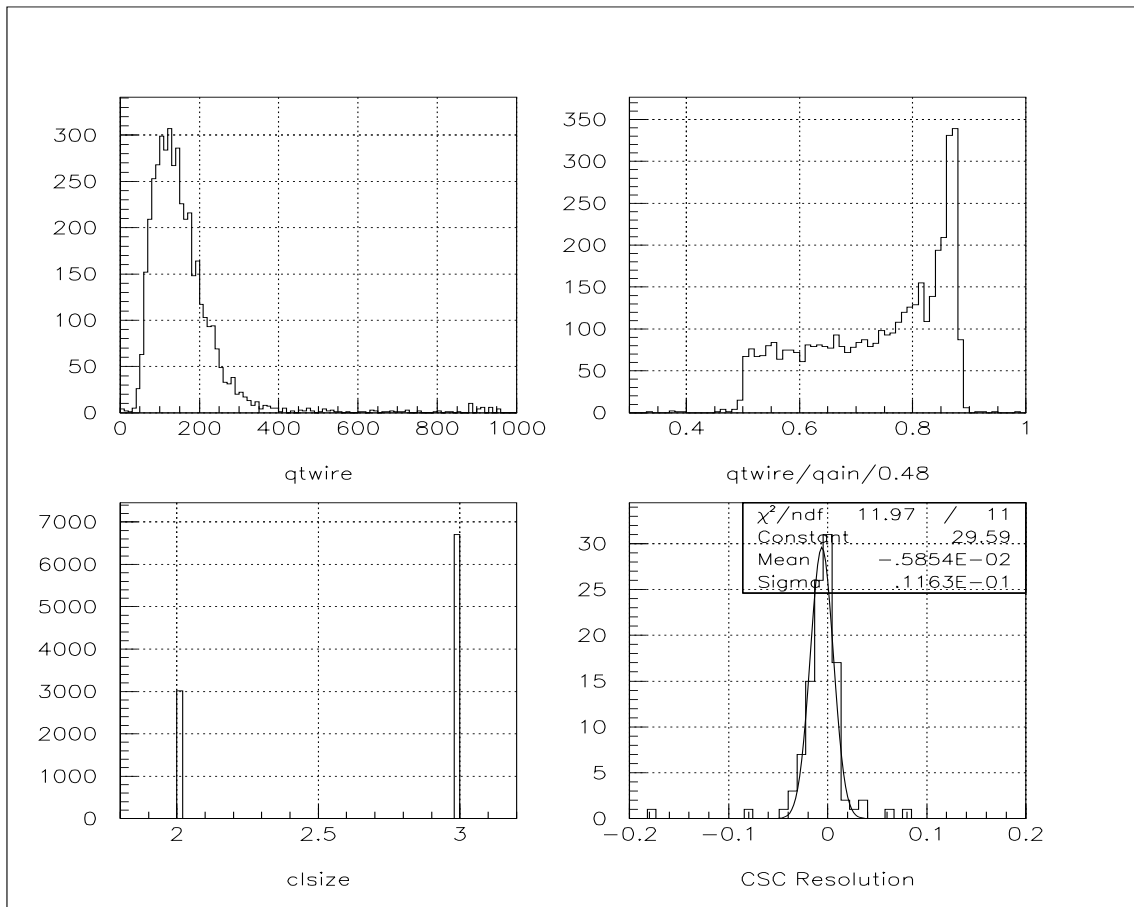 300
250
200
150
100
50
0
0 200 400 600 800 1000
qtwire
350
300
250
200
150
100
50
0
0.4 0.6 0.8 1
qtwire/qain/0.48
7000
6000
5000
4000
3000
2000
1000
0
2 2.5 3
clsize
χ²/ndf 11.97 / 11
Constant 29.59
Mean −.5854E−02
Sigma .1163E−01
30
25
20
15
10
5
0
−0.2 −0.1 0 0.1 0.2
CSC Resolution